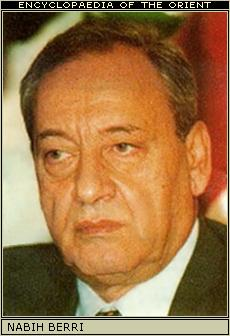 ENCYCLOPAEDIA OF THE ORIENT
NABIH BERRI